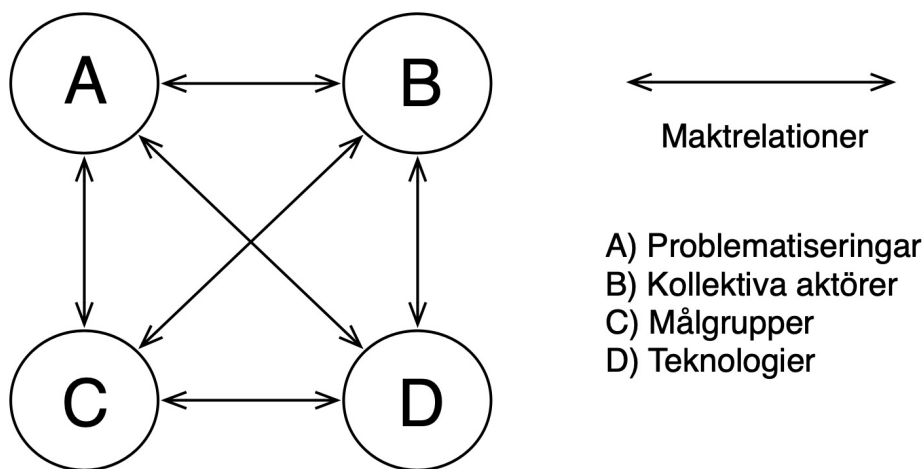 A
B
Maktrelationer
A) Problematiseringar
B) Kollektiva aktörer
C) Målgrupper
D) Teknologier
C
D